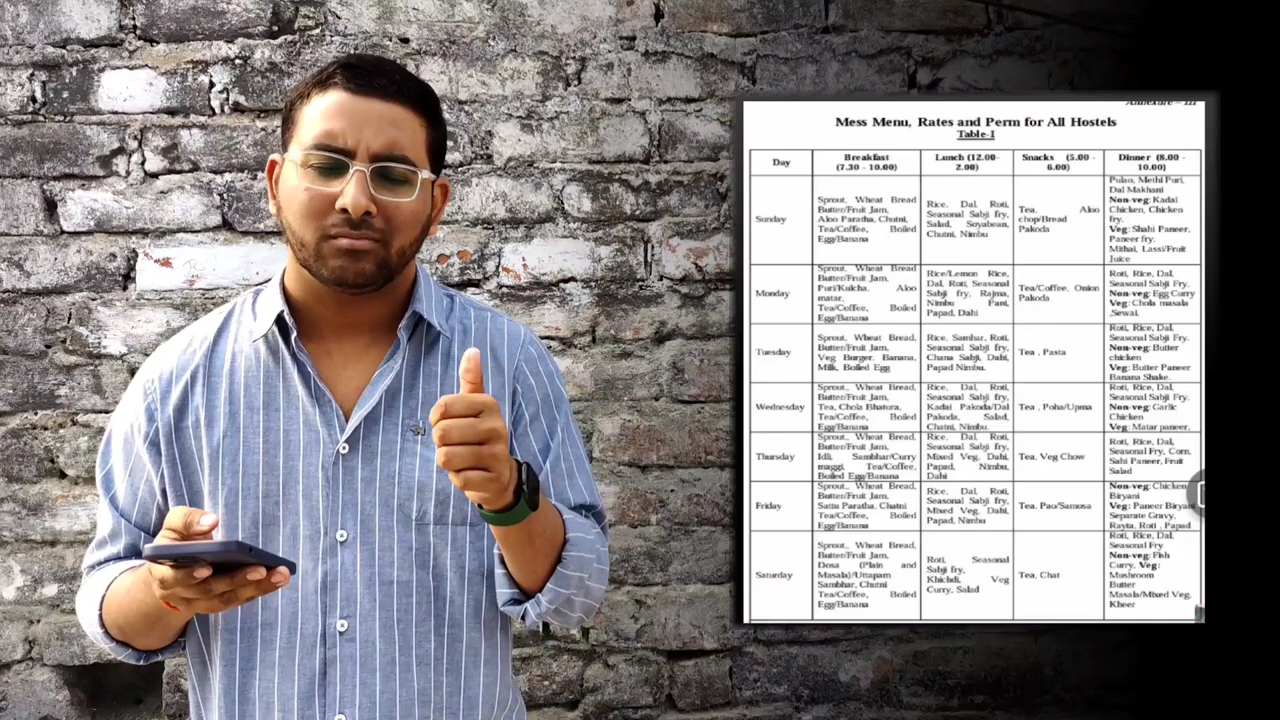 Annexure – III
Mess Menu, Rates and Perm for All Hostels
Table-I
Day
Breakfast
(7.30 - 10.00)
Lunch (12.00-
2.00)
Snacks (5.00 -
6.00)
Dinner (8.00 -
10.00)
Sunday
Sprout, Wheat Bread
Butter/Fruit Jam,
Aloo Paratha, Chutni,
Tea/Coffee, Boiled
Egg/Banana
Rice, Dal, Roti,
Seasonal Sabji fry,
Salad, Soyabean,
Chutni, Nimbu
Tea, Aloo
chop/Bread
Pakoda
Pulao, Methi Puri,
Dal Makhani
Non-veg: Kadai
Chicken, Chicken
fry.
Veg: Shahi Paneer,
Paneer fry.
Mithai, Lassi/Fruit
Juice
Monday
Sprout, Wheat Bread
Butter/Fruit Jam,
Puri/Kulcha, Aloo
matar,
Tea/Coffee, Boiled
Egg/Banana
Rice/Lemon Rice,
Dal, Roti, Seasonal
Sabji fry, Rajma,
Nimbu Pani,
Papad, Dahi
Tea/Coffee, Onion
Pakoda
Roti, Rice, Dal,
Seasonal Sabji Fry.
Non-veg: Egg Curry
Veg: Chola masala
,Sewai.
Tuesday
Sprout, Wheat Bread,
Butter/Fruit Jam,
Veg Burger, Banana,
Milk, Boiled Egg
Rice, Sambar, Roti,
Seasonal Sabji fry,
Chana Sabji, Dahi,
Papad Nimbu.
Tea , Pasta
Roti, Rice, Dal,
Seasonal Sabji Fry.
Non-veg: Butter
chicken
Veg: Butter Paneer
Banana Shake.
Wednesday
Sprout,, Wheat Bread,
Butter/Fruit Jam,
Tea, Chola Bhatura,
Tea/Coffee, Boiled
Egg/Banana
Rice, Dal, Roti,
Seasonal Sabji fry,
Kadai Pakoda/Dal
Pakoda, Salad,
Chatni, Nimbu.
Tea , Poha/Upma
Roti, Rice, Dal,
Seasonal Sabji Fry.
Non-veg: Garlic
Chicken
Veg: Matar paneer,
Thursday
Sprout,, Wheat Bread,
Butter/Fruit Jam,
Idli, Sambhar/Curry
maggi, Tea/Coffee,
Boiled Egg/Banana
Rice, Dal, Roti,
Seasonal Sabji fry,
Mixed Veg, Dahi,
Papad, Nimbu,
Dahi
Tea, Veg Chow
Roti, Rice, Dal,
Seasonal Fry, Corn,
Sahi Paneer, Fruit
Salad
Friday
Sprout,, Wheat Bread,
Butter/Fruit Jam,
Sattu Paratha, Chatni
Tea/Coffee, Boiled
Egg/Banana
Rice, Dal, Roti,
Seasonal Sabji fry,
Mixed Veg, Dahi,
Papad, Nimbu
Tea, Pao/Samosa
Non-veg: Chicken
Biryani
Veg: Paneer Biryani
Separate Gravy,
Rayta, Roti , Papad
Saturday
Sprout,, Wheat Bread,
Butter/Fruit Jam,
Dosa (Plain and
Masala)/Uttapam
Sambhar, Chutni
Tea/Coffee, Boiled
Egg/Banana
Roti, Seasonal
Sabji fry,
Khichdi, Veg
Curry, Salad
Tea, Chat
Roti, Rice, Dal,
Seasonal Fry
Non-veg: Fish
Curry, Veg:
Mushroom
Butter
Masala/Mixed Veg,
Kheer